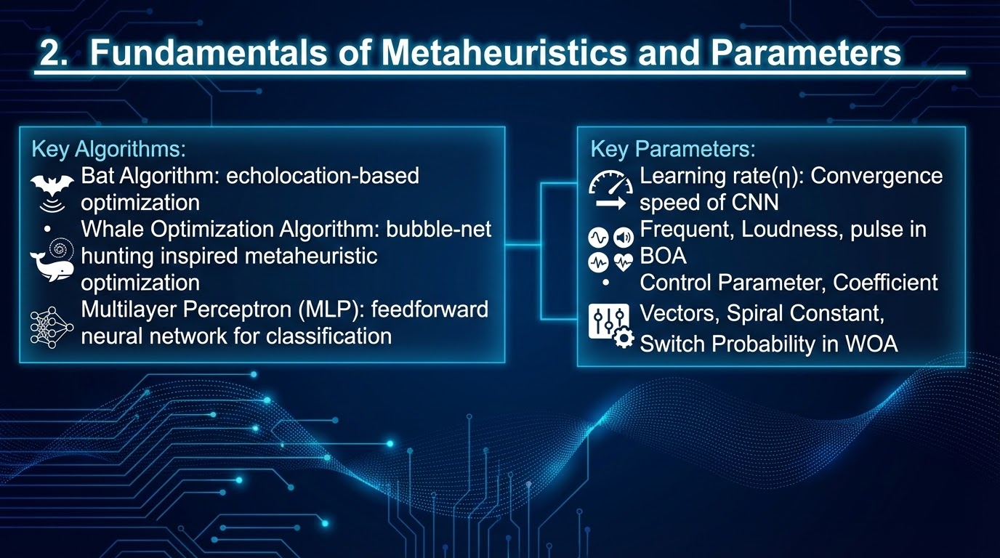 2. Fundamentals of Metaheuristics and Parameters
Key Algorithms:
Bat Algorithm: echolocation-based
optimization
• Whale Optimization Algorithm: bubble-net
hunting inspired metaheuristic
optimization
Multilayer Perceptron (MLP): feedforward
neural network for classification
Key Parameters:
Learning rate(η): Convergence
speed of CNN
Frequent, Loudness, pulse in
BOA
• Control Parameter, Coefficient
Vectors, Spiral Constant,
Switch Probability in WOA